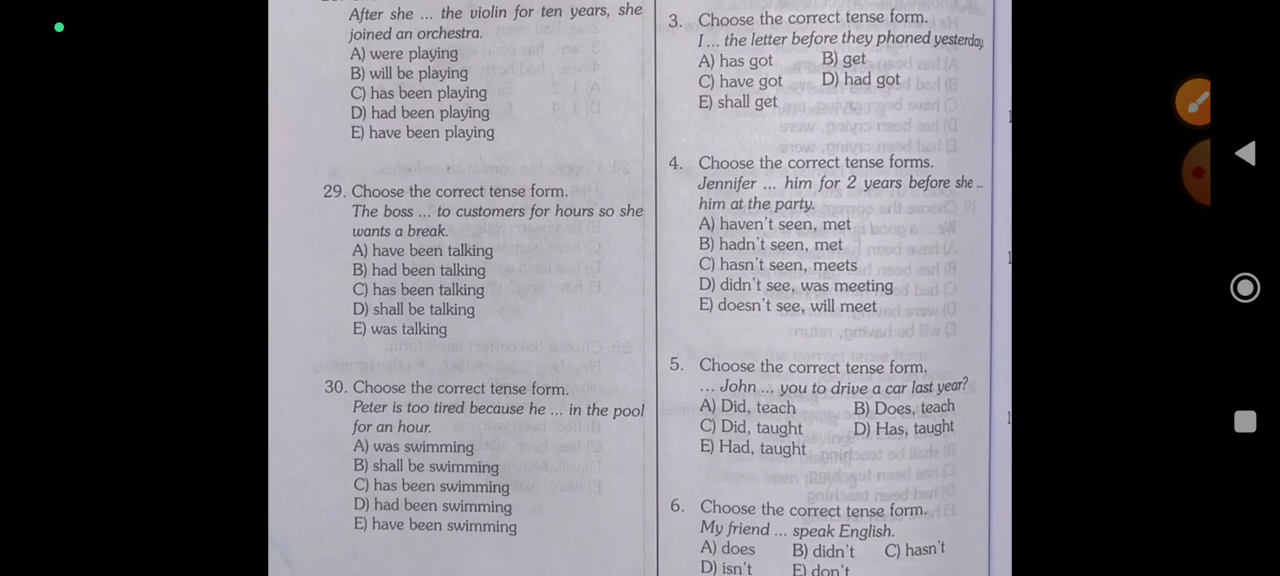 After she ... the violin for ten years, she
joined an orchestra.
A) were playing
B) will be playing
C) has been playing
D) had been playing
E) have been playing
29. Choose the correct tense form.
The boss ... to customers for hours so she
wants a break.
A) have been talking
B) had been talking
C) has been talking
D) shall be talking
E) was talking
30. Choose the correct tense form.
Peter is too tired because he ... in the pool
for an hour.
A) was swimming
B) shall be swimming
C) has been swimming
D) had been swimming
E) have been swimming
3. Choose the correct tense form.
I ... the letter before they phoned yesterday.
A) has got B) get
C) have got D) had got
E) shall get
4. Choose the correct tense forms.
Jennifer ... him for 2 years before she ...
him at the party.
A) haven't seen, met
B) hadn't seen, met
C) hasn't seen, meets
D) didn't see, was meeting
E) doesn't see, will meet
5. Choose the correct tense form.
... John ... you to drive a car last year?
A) Did, teach B) Does, teach
C) Did, taught D) Has, taught
E) Had, taught
6. Choose the correct tense form.
My friend ... speak English.
A) does B) didn't C) hasn't
D) isn't E) don't